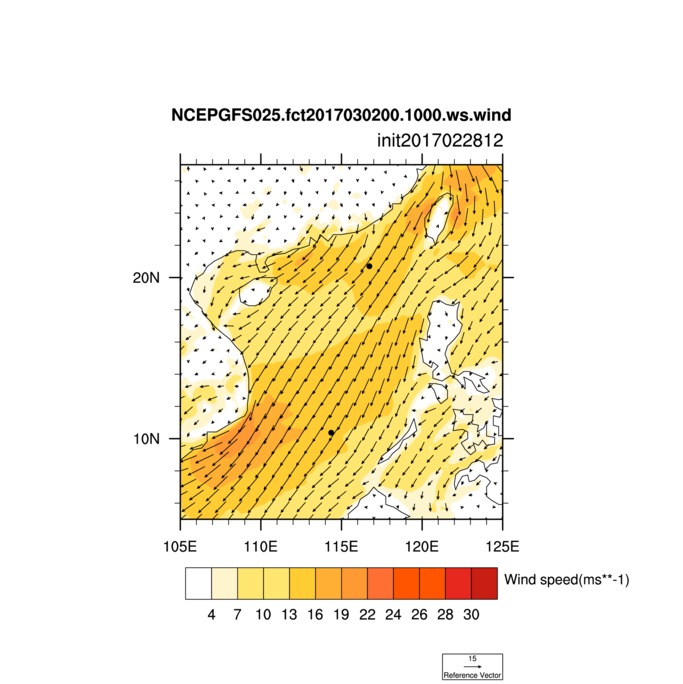 NCEPGFS025.fct2017030200.1000.ws.wind
init2017022812
20N
10N
105E 110E 115E 120E 125E
Wind speed(ms**-1)
4 7 10 13 16 19 22 24 26 28 30
15
Reference Vector